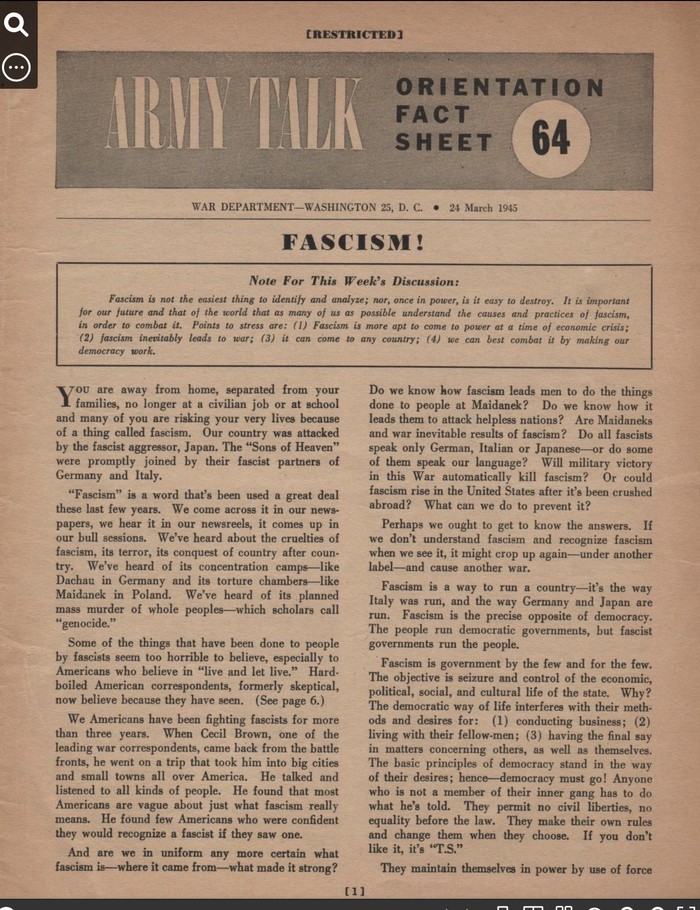 [RESTRICTED]
ARMY TALK
ORIENTATION
FACT
SHEET
64
WAR DEPARTMENT—WASHINGTON 25, D. C. ● 24 March 1945
FASCISM!
Note For This Week's Discussion:
Fascism is not the easiest thing to identify and analyze; nor, once in power, is it easy to destroy. It is important
for our future and that of the world that as many of us as possible understand the causes and practices of fascism,
in order to combat it. Points to stress are: (1) Fascism is more apt to come to power at a time of economic crisis;
(2) fascism inevitably leads to war; (3) it can come to any country; (4) we can best combat it by making our
democracy work.
YOU are away from home, separated from your
families, no longer at a civilian job or at school
and many of you are risking your very lives because
of a thing called fascism. Our country was attacked
by the fascist aggressor, Japan. The "Sons of Heaven"
were promptly joined by their fascist partners of
Germany and Italy.
"Fascism" is a word that's been used a great deal
these last few years. We come across it in our news-
papers, we hear it in our newsreels, it comes up in
our bull sessions. We've heard about the cruelties of
fascism, its terror, its conquest of country after coun-
try. We've heard of its concentration camps—like
Dachau in Germany and its torture chambers—like
Maidanek in Poland. We've heard of its planned
mass murder of whole peoples—which scholars call
"genocide."
Some of the things that have been done to people
by fascists seem too horrible to believe, especially to
Americans who believe in "live and let live." Hard-
boiled American correspondents, formerly skeptical,
now believe because they have seen. (See page 6.)
We Americans have been fighting fascists for more
than three years. When Cecil Brown, one of the
leading war correspondents, came back from the battle
fronts, he went on a trip that took him into big cities
and small towns all over America. He talked and
listened to all kinds of people. He found that most
Americans are vague about just what fascism really
means. He found few Americans who were confident
they would recognize a fascist if they saw one.
And are we in uniform any more certain what
fascism is—where it came from—what made it strong?
Do we know how fascism leads men to do the things
done to people at Maidanek? Do we know how it
leads them to attack helpless nations? Are Maidaneks
and war inevitable results of fascism? Do all fascists
speak only German, Italian or Japanese—or do some
of them speak our language? Will military victory
in this War automatically kill fascism? Or could
fascism rise in the United States after it's been crushed
abroad? What can we do to prevent it?
Perhaps we ought to get to know the answers. If
we don't understand fascism and recognize fascism
when we see it, it might crop up again—under another
label—and cause another war.
Fascism is a way to run a country—it's the way
Italy was run, and the way Germany and Japan are
run. Fascism is the precise opposite of democracy.
The people run democratic governments, but fascist
governments run the people.
Fascism is government by the few and for the few.
The objective is seizure and control of the economic,
political, social, and cultural life of the state. Why?
The democratic way of life interferes with their meth-
ods and desires for: (1) conducting business; (2)
living with their fellow-men; (3) having the final say
in matters concerning others, as well as themselves.
The basic principles of democracy stand in the way
of their desires; hence—democracy must go! Anyone
who is not a member of their inner gang has to do
what he's told. They permit no civil liberties, no
equality before the law. They make their own rules
and change them when they choose. If you don't
like it, it's "T.S."
They maintain themselves in power by use of force
[1]